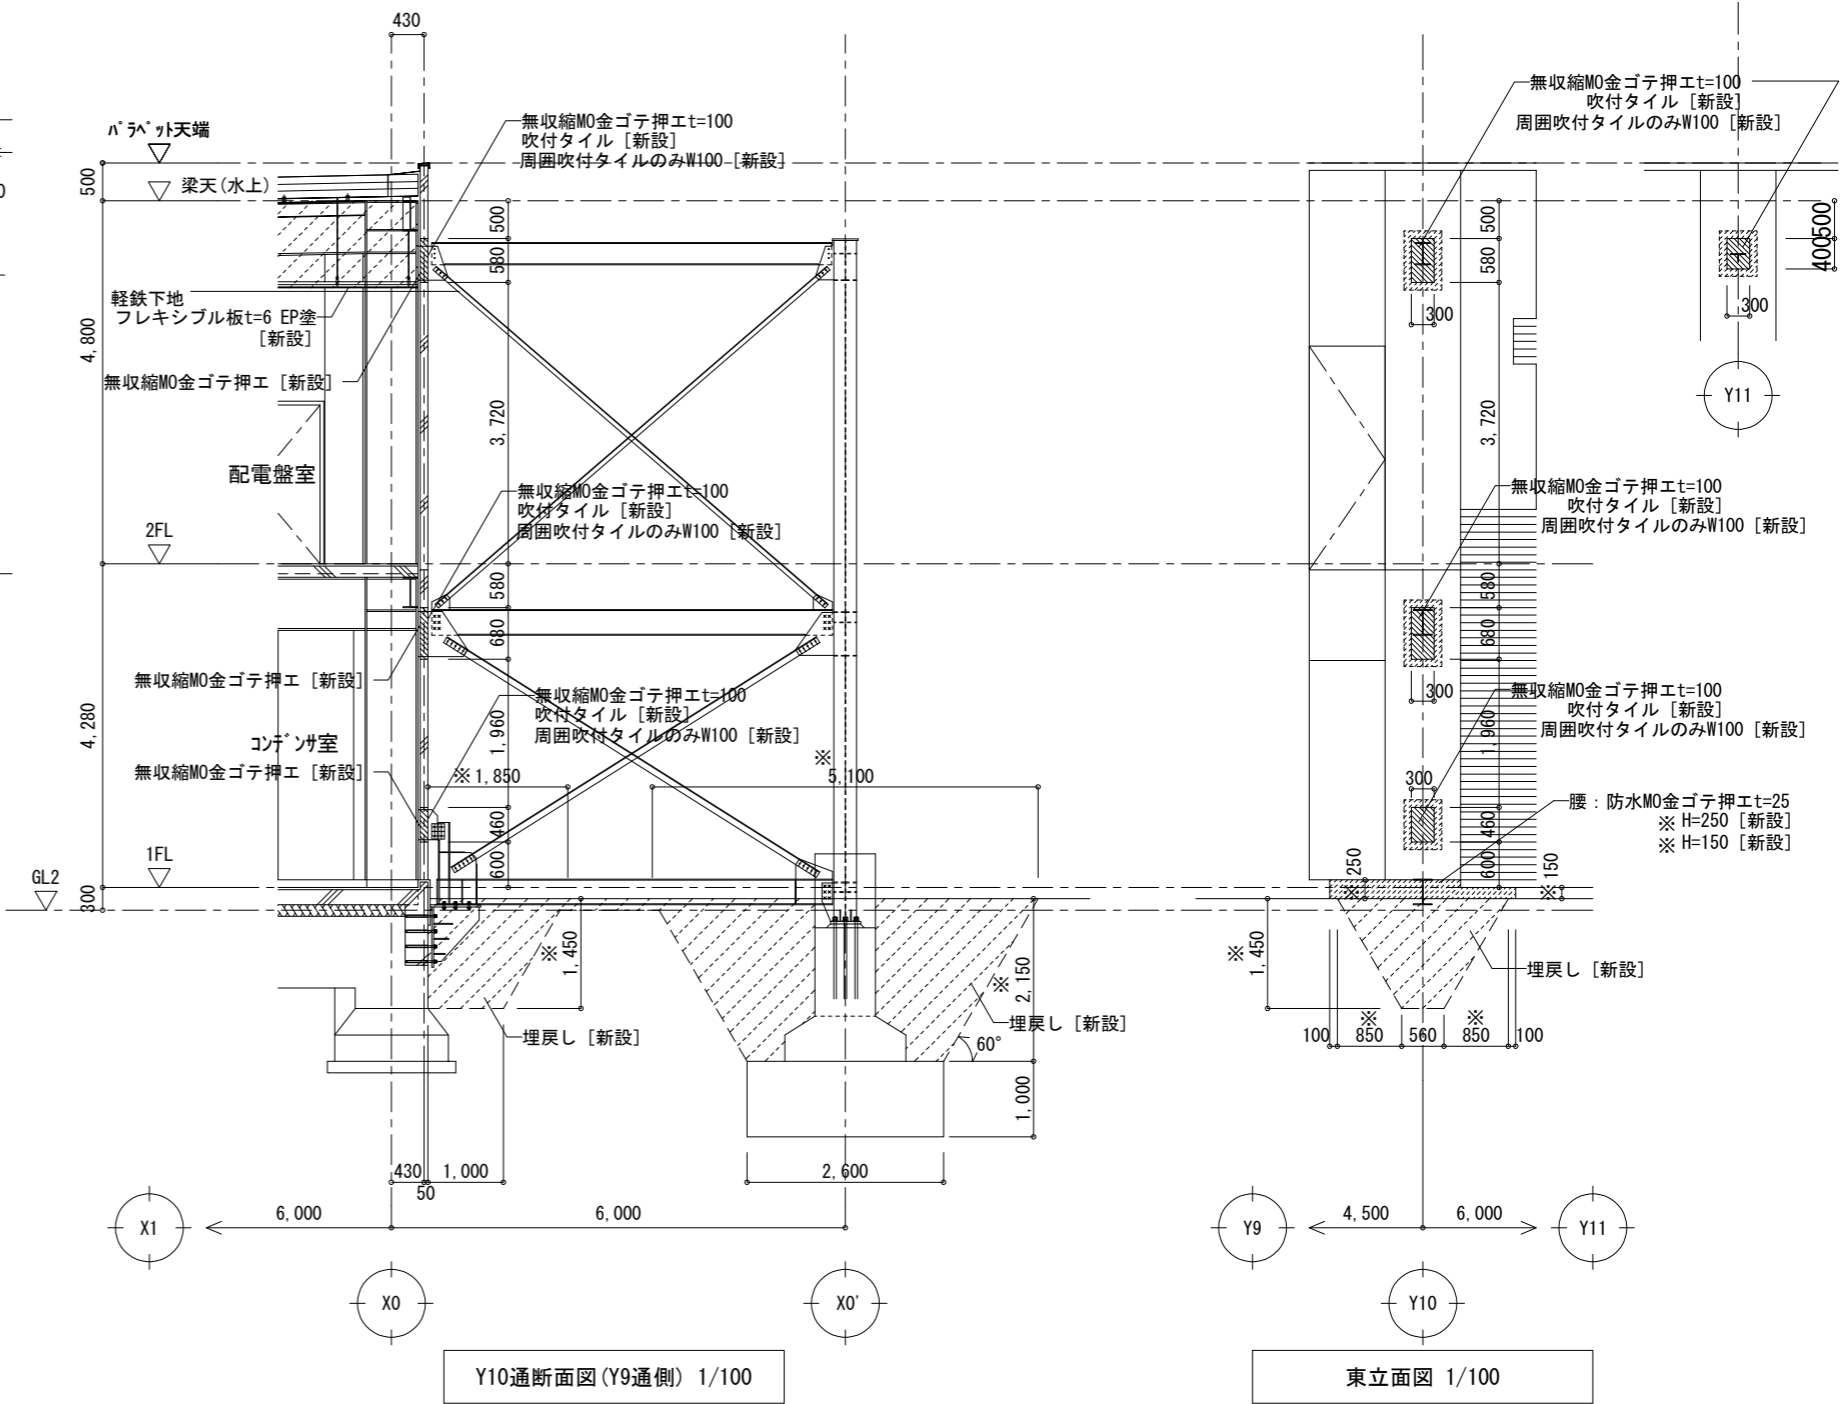 430
パラペット天端
梁天(水上)
500
4,800
4,280
300
2FL
1FL
GL2
無収縮MO金ゴテ押エt=100
吹付タイル [新設]
周囲吹付タイルのみW100 [新設]
軽鉄下地
フレキシブル板t=6 EP塗
[新設]
無収縮MO金ゴテ押エ [新設]
配電盤室
500
580
3,720
無収縮MO金ゴテ押エt=100
吹付タイル [新設]
周囲吹付タイルのみW100 [新設]
580
680
無収縮MO金ゴテ押エ [新設]
無収縮MO金ゴテ押エt=100
吹付タイル [新設]
周囲吹付タイルのみW100 [新設]
1,960
コンデンサ室
無収縮MO金ゴテ押エ [新設]
※1,850
※
5,100
460
600
※
1,450
※
2,150
埋戻し [新設]
埋戻し [新設]
60°
1,000
430
50
1,000
2,600
6,000
6,000
X1
X0
X0'
Y10通断面図(Y9通側) 1/100
無収縮MO金ゴテ押エt=100
吹付タイル [新設]
周囲吹付タイルのみW100 [新設]
500
580
300
3,720
400
500
300
Y11
無収縮MO金ゴテ押エt=100
吹付タイル [新設]
周囲吹付タイルのみW100 [新設]
580
680
300
無収縮MO金ゴテ押エt=100
吹付タイル [新設]
周囲吹付タイルのみW100 [新設]
1,960
300
460
600
腰：防水MO金ゴテ押エt=25
※ H=250 [新設]
※ H=150 [新設]
※ 250
※ 150
※
1,450
埋戻し [新設]
※
※
100
850
560
850
100
4,500
6,000
Y9
Y11
Y10
東立面図 1/100